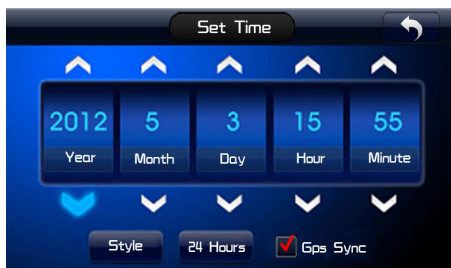 Set Time
2012 5 3 15 55
Year Month Day Hour Minute
Style 24 Hours Gps Sync